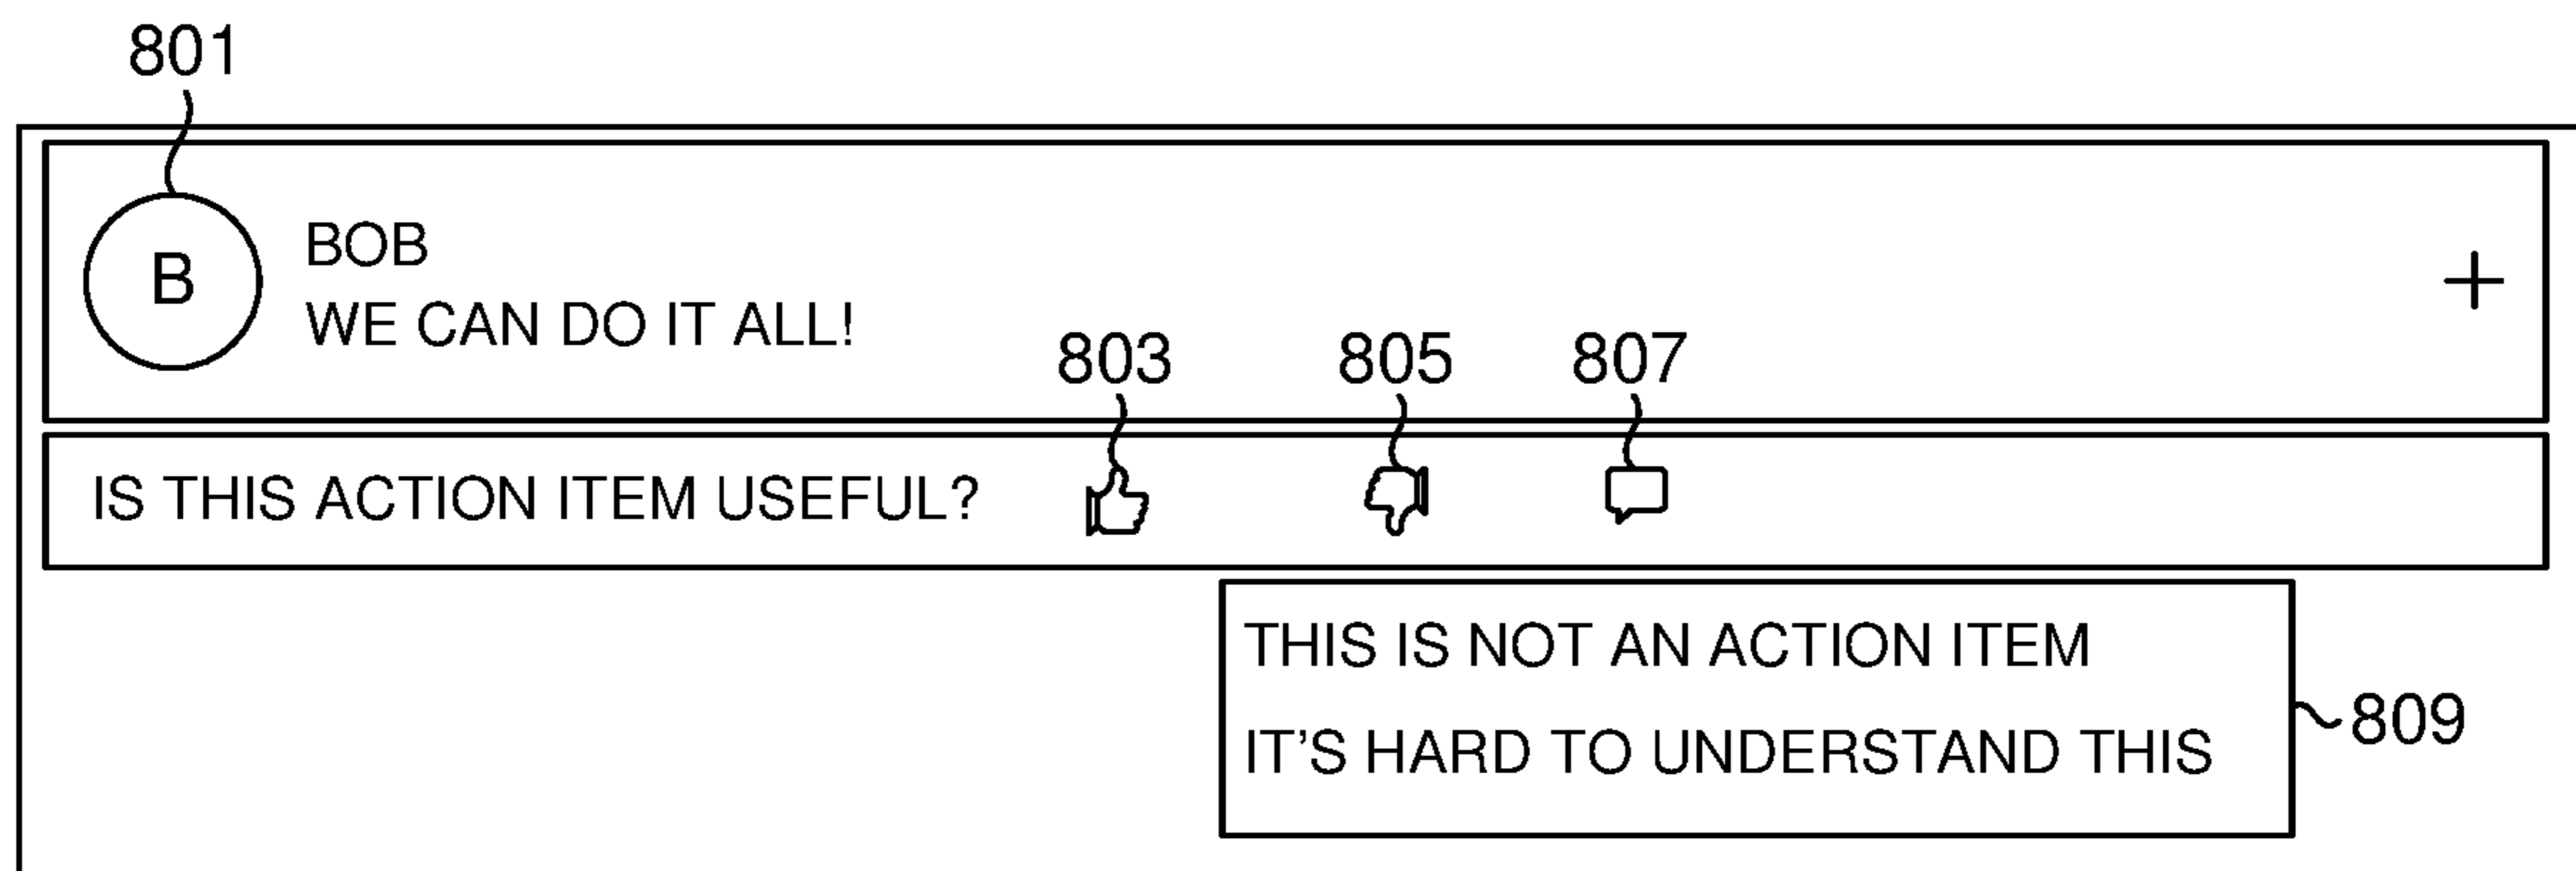 801
B
BOB
WE CAN DO IT ALL!
+
803 805 807
IS THIS ACTION ITEM USEFUL?
THIS IS NOT AN ACTION ITEM
IT'S HARD TO UNDERSTAND THIS
809